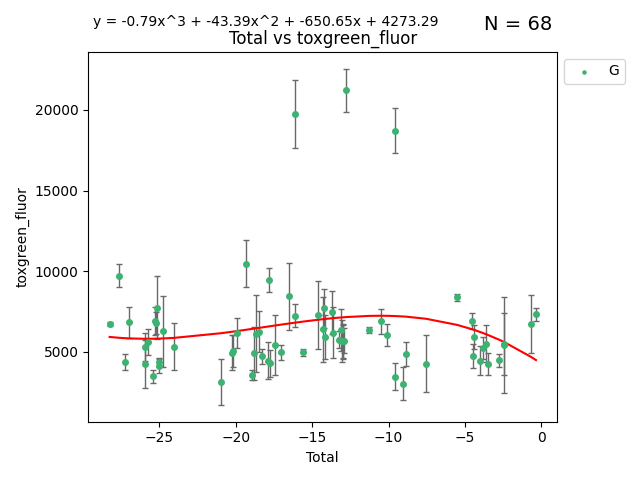 y = -0.79x^3 + -43.39x^2 + -650.65x + 4273.29
N = 68
Total vs toxgreen_fluor
G
toxgreen_fluor
20000
15000
10000
5000
−25
−20
−15
−10
−5
0
Total